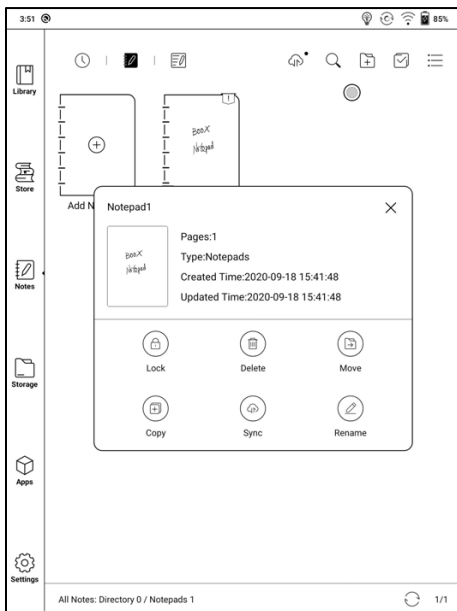 3:51
85%
Library
Store
Notes
Storage
Apps
Settings
BOOX
Notepad
Add N
Notepad1
BOOX
Notepad
Pages:1
Type:Notepads
Created Time:2020-09-18 15:41:48
Updated Time:2020-09-18 15:41:48
Lock
Delete
Move
Copy
Sync
Rename
All Notes: Directory 0 / Notepads 1
1/1